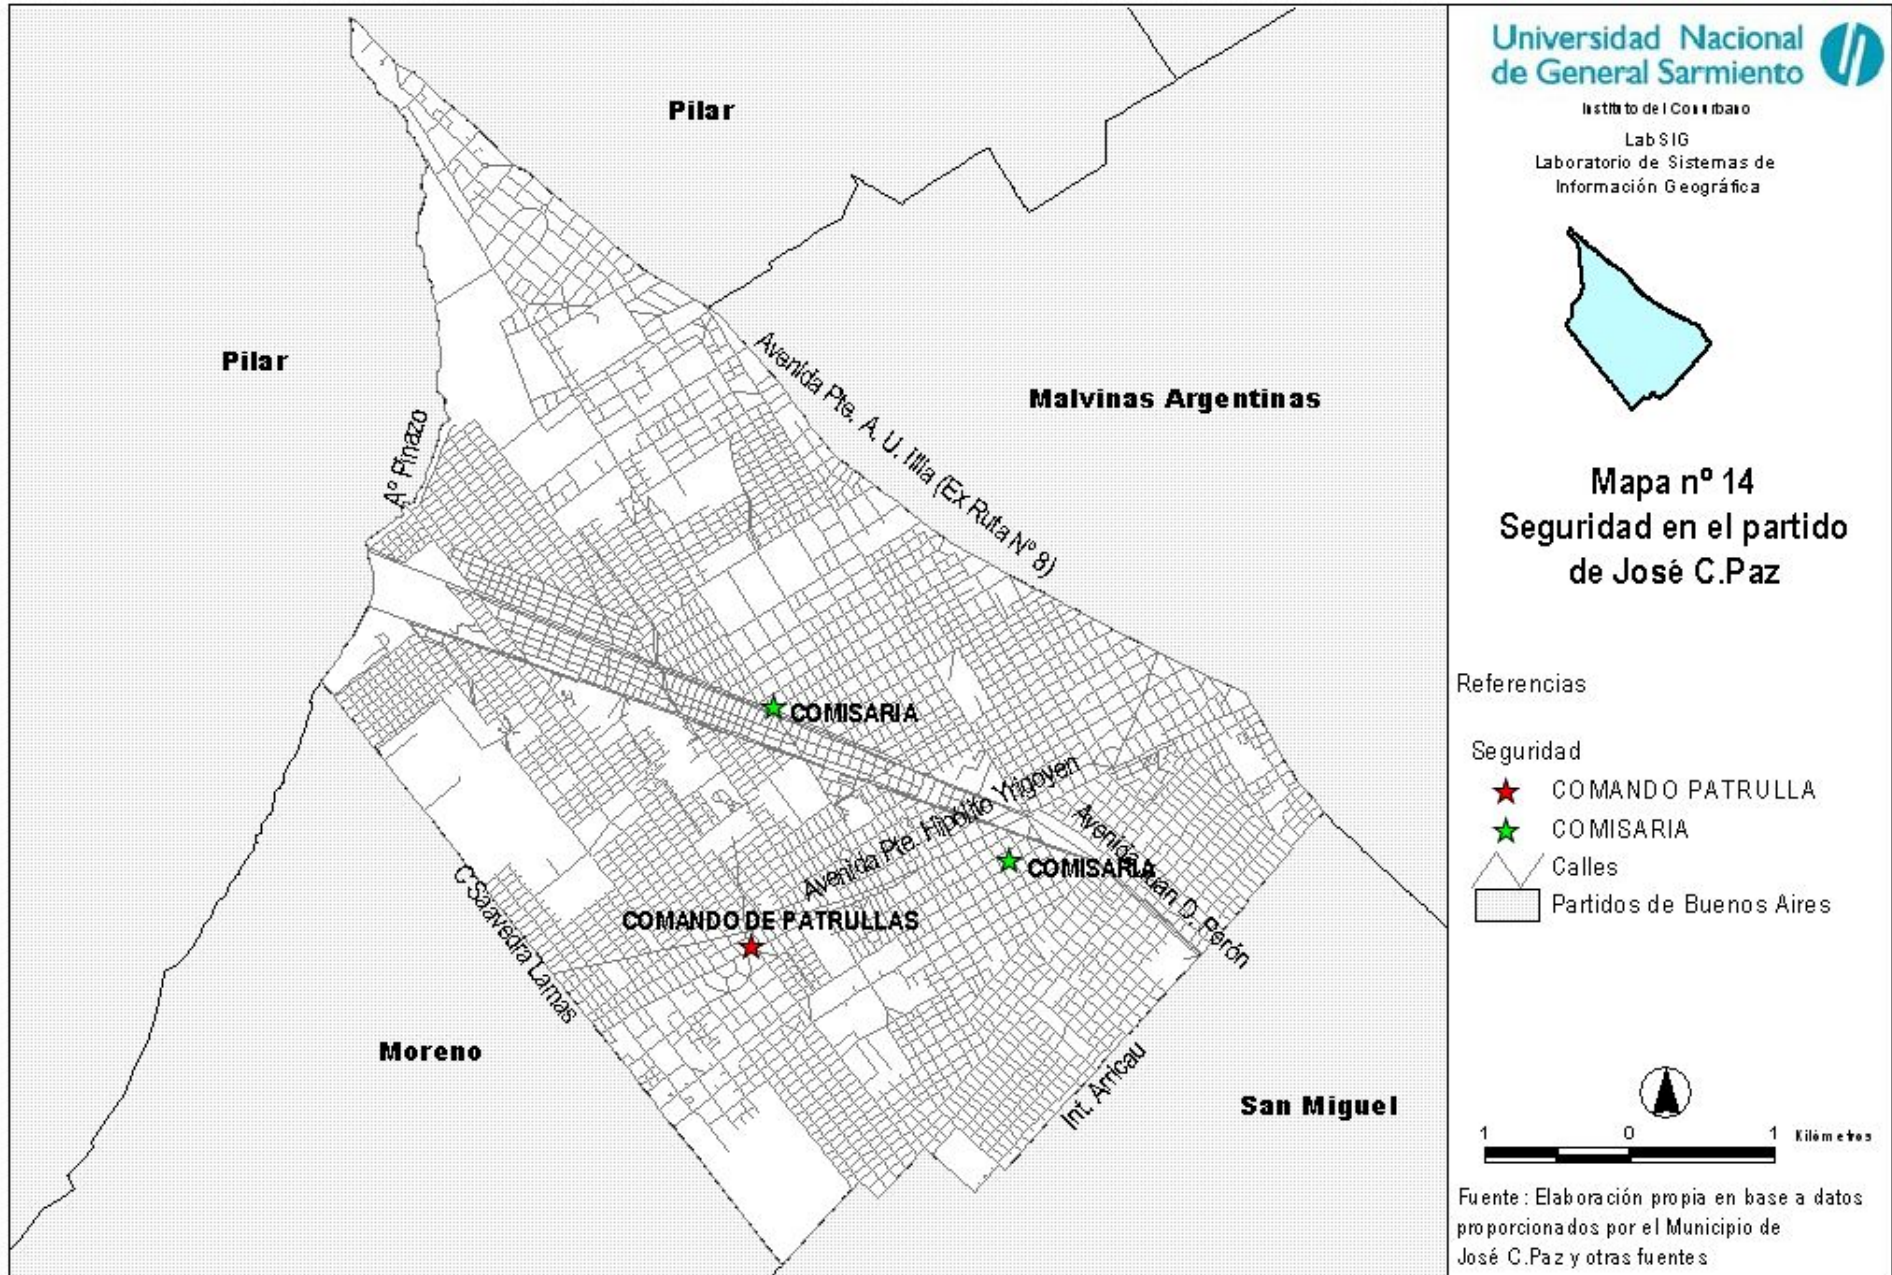 Pilar
Pilar
Malvinas Argentinas
Avenida Pte. A. U. Illia (Ex Ruta Nº 8)
Aº Pinazo
COMISARIA
Avenida Pte. Hipólito Yrigoyen
Avenida Juan D. Perón
COMISARIA
COMANDO DE PATRULLAS
C Saavedra Lamas
Moreno
Int. Arricau
San Miguel
Universidad Nacional
de General Sarmiento
Instituto del Conurbano
LabSIG
Laboratorio de Sistemas de
Información Geográfica
Mapa nº 14
Seguridad en el partido
de José C.Paz
Referencias
Seguridad
COMANDO PATRULLA
COMISARIA
Calles
Partidos de Buenos Aires
1 0 1 Kilómetros
Fuente: Elaboración propia en base a datos
proporcionados por el Municipio de
José C.Paz y otras fuentes